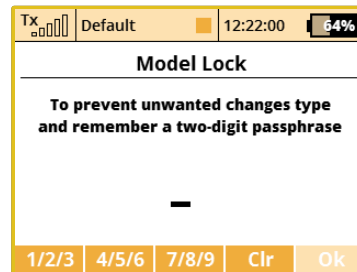 Tx Default 12:22:00 64%
Model Lock
To prevent unwanted changes type
and remember a two-digit passphrase
1/2/3 4/5/6 7/8/9 Clr Ok